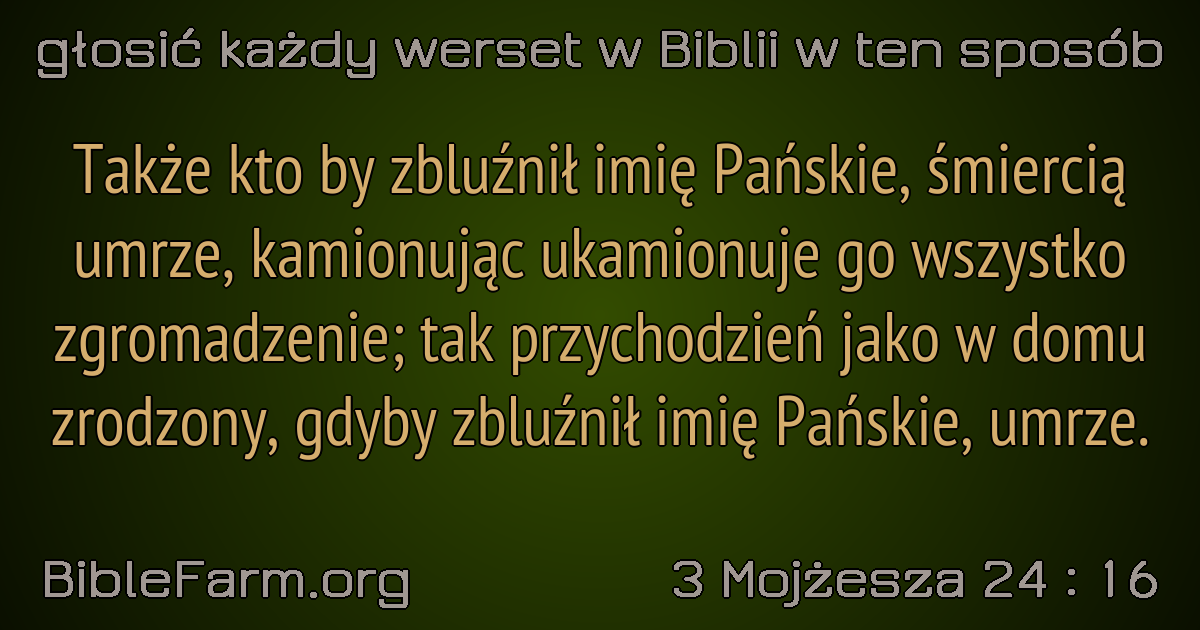 głosić każdy werset w Biblii w ten sposób
Także kto by zbluźnił imię Pańskie, śmiercią
umrze, kamionując ukamionuje go wszystko
zgromadzenie; tak przychodzień jako w domu
zrodzony, gdyby zbluźnił imię Pańskie, umrze.
BibleFarm.org
3 Mojżesza 24 : 16